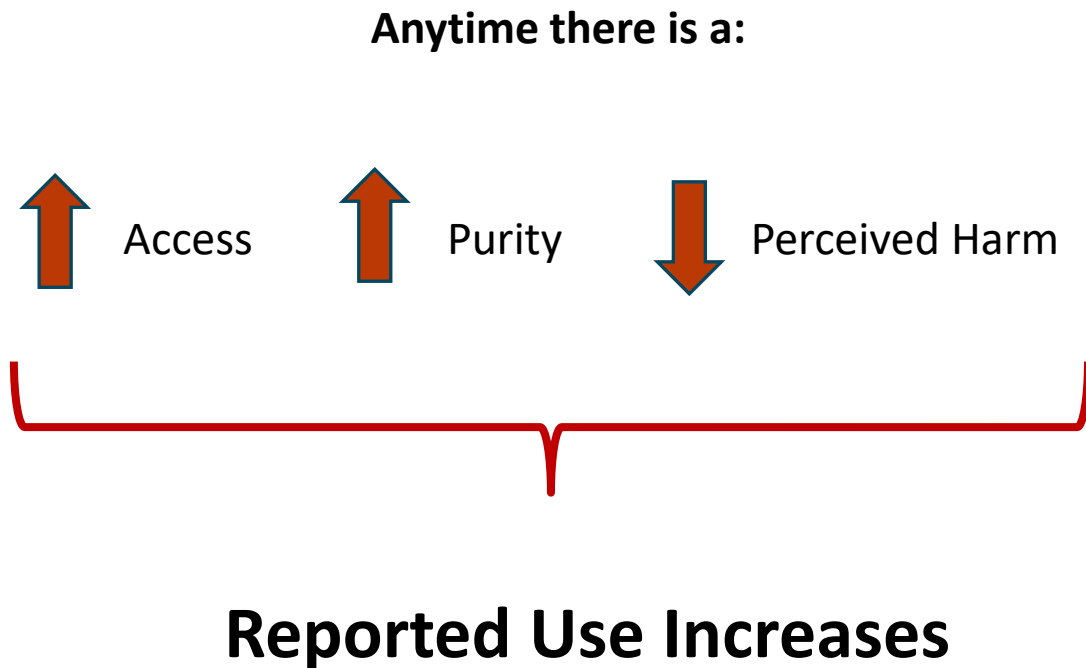 Anytime there is a:
Access Purity Perceived Harm
Reported Use Increases